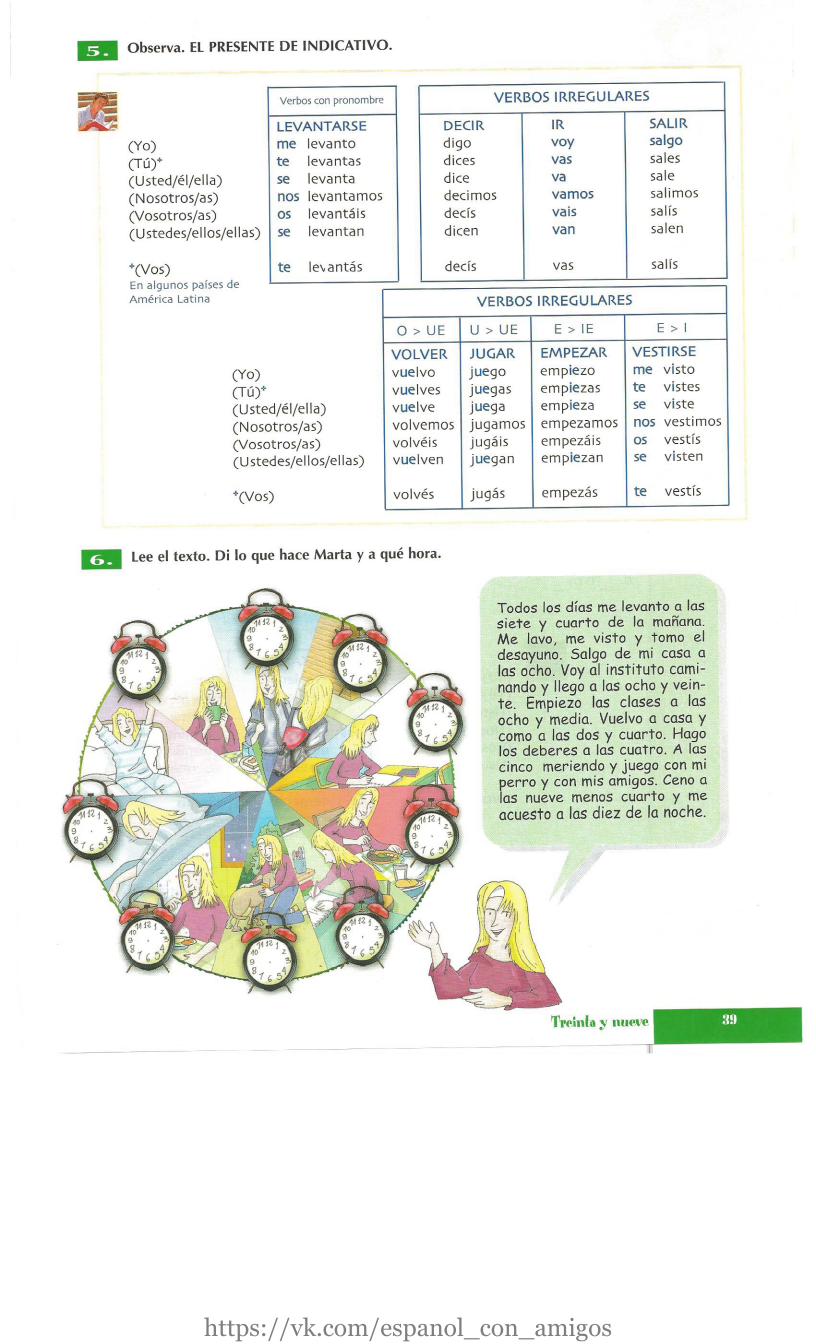 5. Observa. EL PRESENTE DE INDICATIVO.
Verbos con pronombre
VERBOS IRREGULARES
LEVANTARSE DECIR IR SALIR
(Yo) me levanto digo voy salgo
(Tú)* te levantas dices vas sales
(Usted/él/ella) se levanta dice va sale
(Nosotros/as) nos levantamos decimos vamos salimos
(Vosotros/as) os levantáis decís vais salís
(Ustedes/ellos/ellas) se levantan dicen van salen
*(Vos) te levantás decís vas salís
En algunos países de
América Latina
VERBOS IRREGULARES
O > UE U > UE E > IE E > I
VOLVER JUGAR EMPEZAR VESTIRSE
(Yo) vuelvo juego empiezo me visto
(Tú)* vuelves juegas empiezas te vistes
(Usted/él/ella) vuelve juega empieza se viste
(Nosotros/as) volvemos jugamos empezamos nos vestimos
(Vosotros/as) volvéis jugáis empezáis os vestís
(Ustedes/ellos/ellas) vuelven juegan empiezan se visten
*(Vos) volvés jugás empezás te vestís
6. Lee el texto. Di lo que hace Marta y a qué hora.
Todos los días me levanto a las
siete y cuarto de la mañana.
Me lavo, me visto y tomo el
desayuno. Salgo de mi casa a
las ocho. Voy al instituto cami-
nando y llego a las ocho y vein-
te. Empiezo las clases a las
ocho y media. Vuelvo a casa y
como a las dos y cuarto. Hago
los deberes a las cuatro. A las
cinco meriendo y juego con mi
perro y con mis amigos. Ceno a
las nueve menos cuarto y me
acuesto a las diez de la noche.
Treinta y nueve 39
https://vk.com/espanol_con_amigos